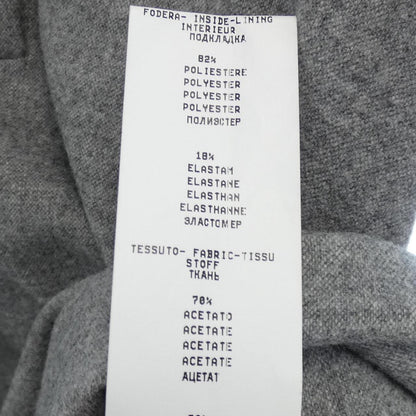 FODERA- INSIDE-LINING
INTERIEUR
ПОДКЛАДКА
82%
POLIESTERE
POLYESTER
POLYESTER
POLYESTER
ПОЛИЭСТЕР
18%
ELASTAM
ELASTANE
ELASTHAN
ELASTHANNE
ЭЛАСТОМЕР
TESSUTO- FABRIC-TISSU
STOFF
ТКАНЬ
70%
ACETATO
ACETATE
ACETATE
ACETATE
АЦЕТАТ